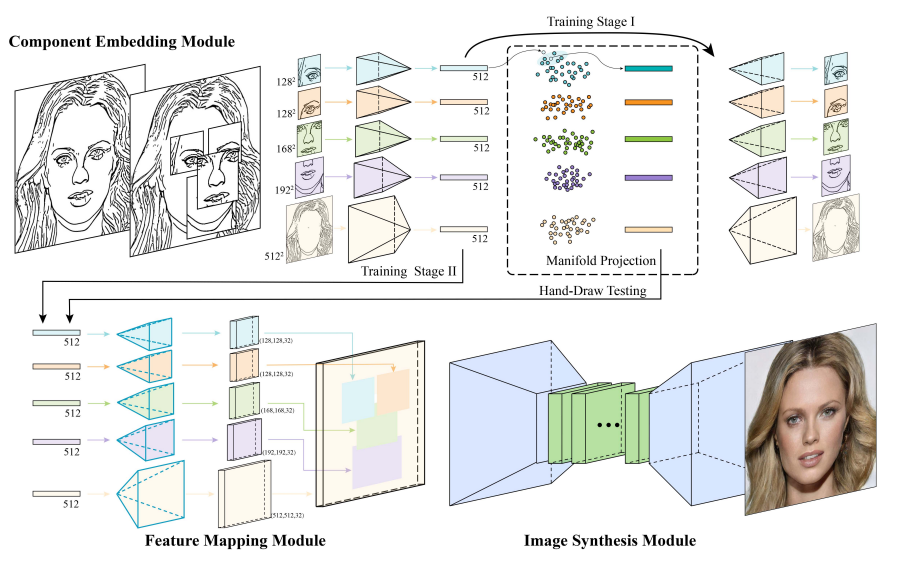 Training Stage I
Component Embedding Module
128²
512
128²
512
168²
512
192²
512
512²
512
Manifold Projection
Training Stage II
Hand-Draw Testing
512
(128,128,32)
512
(128,128,32)
512
(168,168,32)
512
(192,192,32)
512
(512,512,32)
Feature Mapping Module
Image Synthesis Module